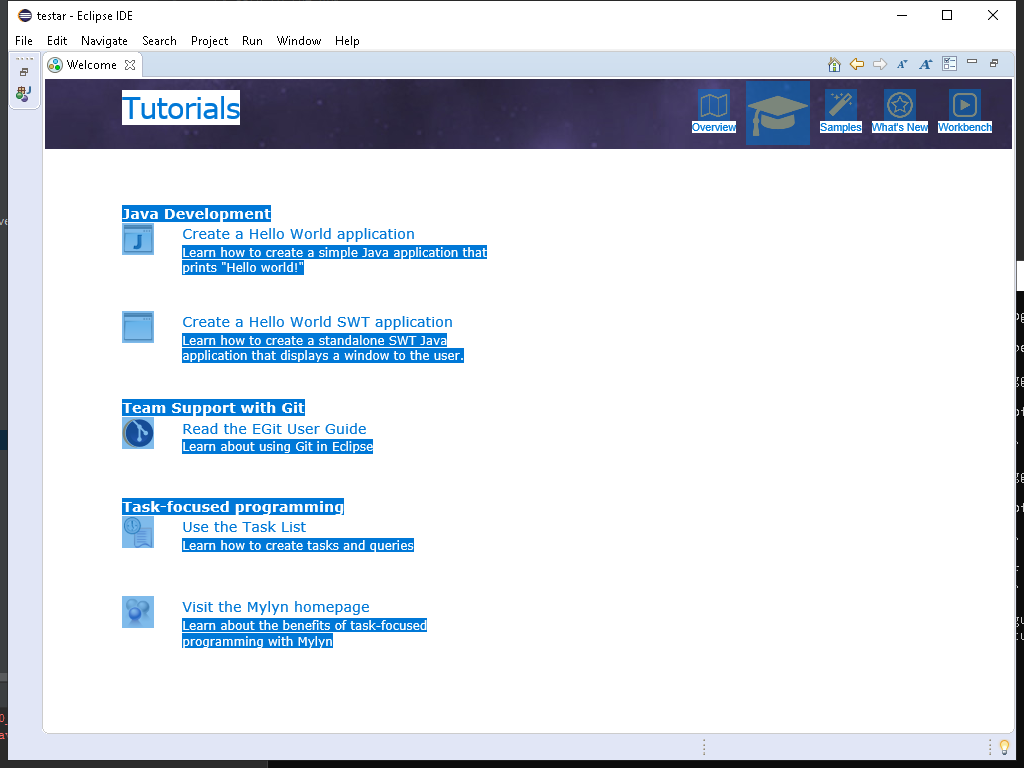 testar - Eclipse IDE
File Edit Navigate Search Project Run Window Help
Welcome
Tutorials
Overview
Samples
What's New
Workbench
Java Development
Create a Hello World application
Learn how to create a simple Java application that
prints "Hello world!"
Create a Hello World SWT application
Learn how to create a standalone SWT Java
application that displays a window to the user.
Team Support with Git
Read the EGit User Guide
Learn about using Git in Eclipse
Task-focused programming
Use the Task List
Learn how to create tasks and queries
Visit the Mylyn homepage
Learn about the benefits of task-focused
programming with Mylyn